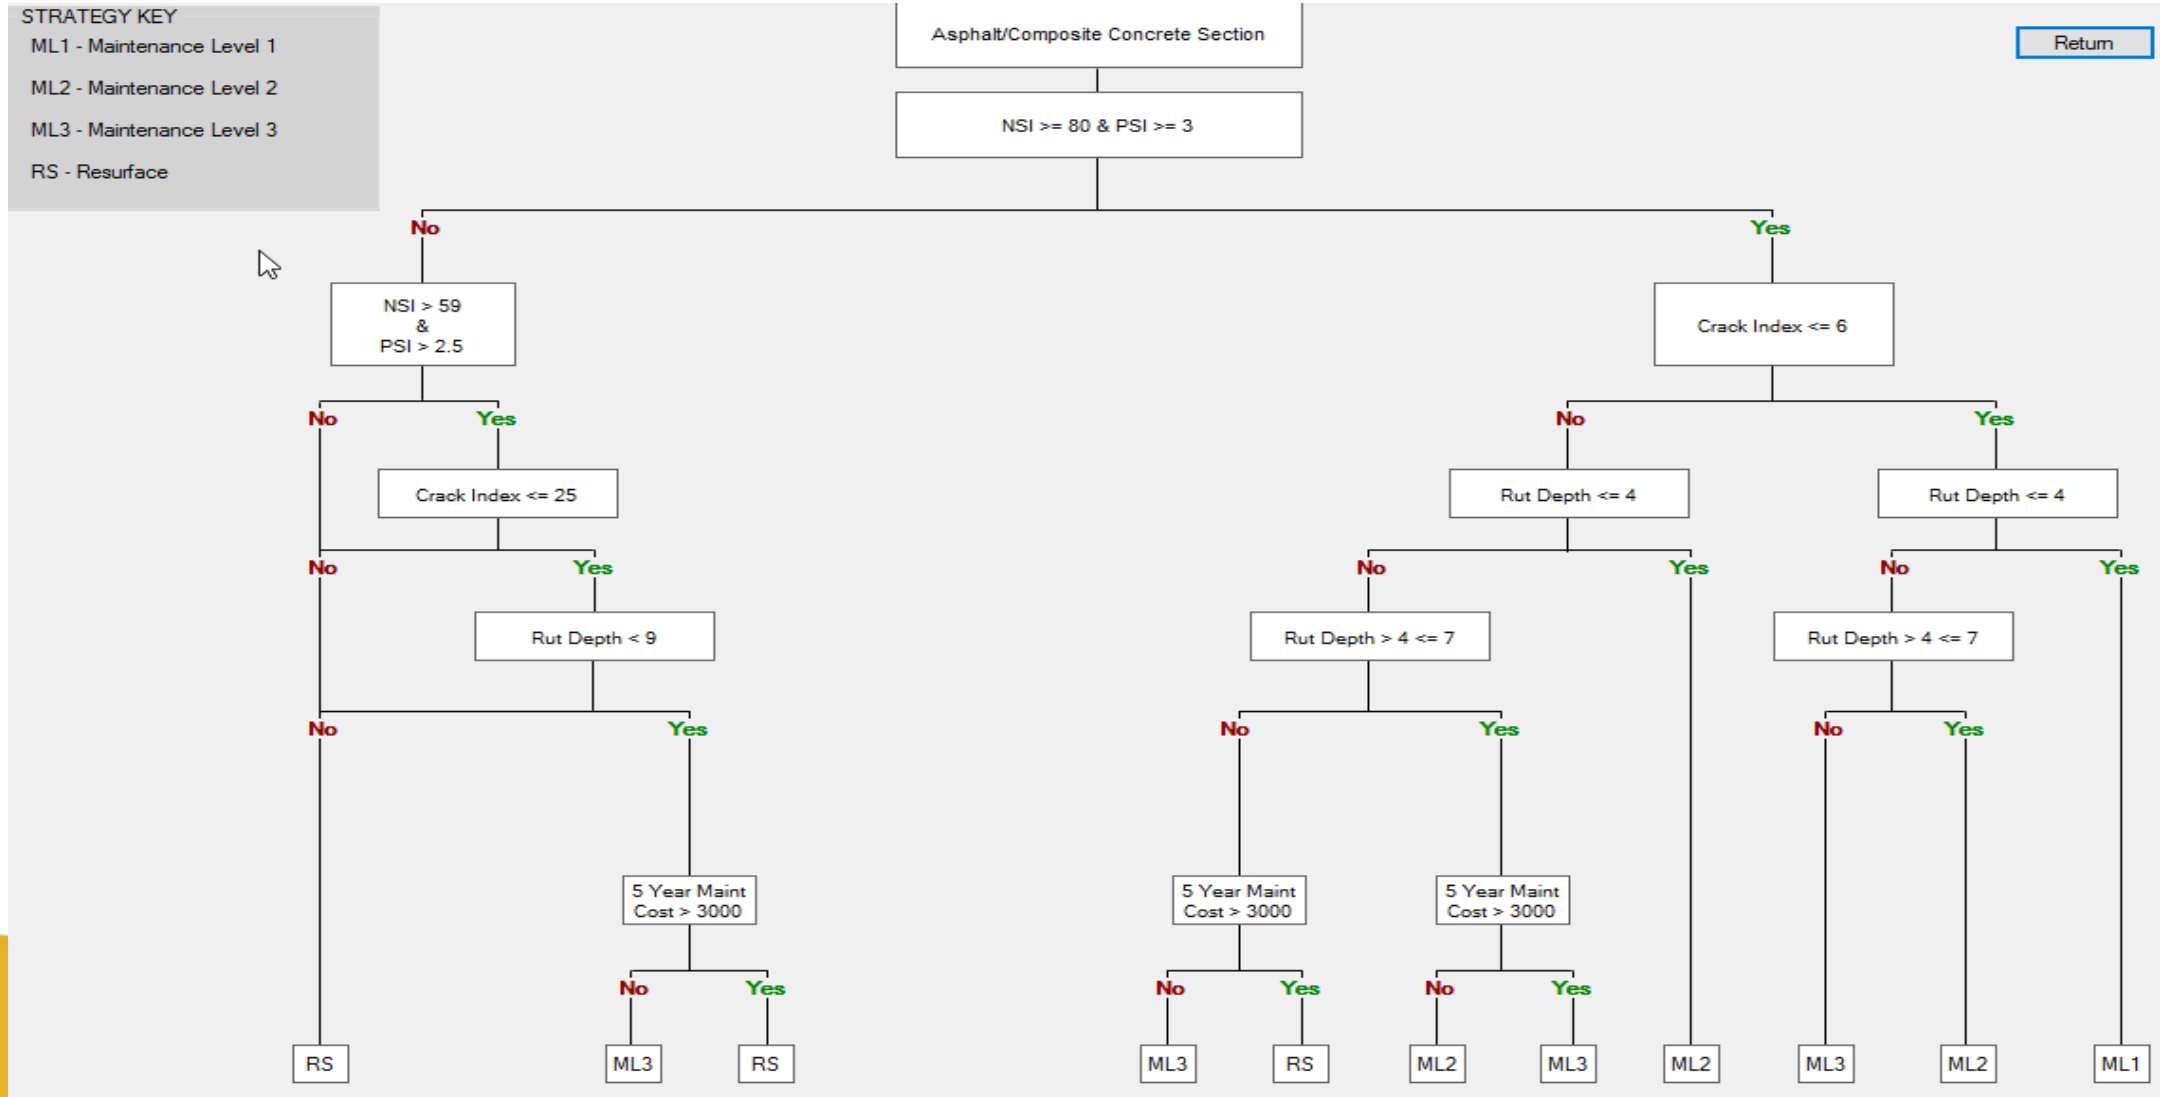 STRATEGY KEY
ML1 - Maintenance Level 1
ML2 - Maintenance Level 2
ML3 - Maintenance Level 3
RS - Resurface
Asphalt/Composite Concrete Section
Return
NSI >= 80 & PSI >= 3
No
Yes
NSI > 59
&
PSI > 2.5
Crack Index <= 6
No
Yes
No
Yes
Crack Index <= 25
Rut Depth <= 4
Rut Depth <= 4
No
Yes
No
Yes
No
Yes
Rut Depth < 9
Rut Depth > 4 <= 7
Rut Depth > 4 <= 7
No
Yes
No
Yes
No
Yes
5 Year Maint
Cost > 3000
5 Year Maint
Cost > 3000
5 Year Maint
Cost > 3000
No
Yes
No
Yes
No
Yes
RS
ML3
RS
ML3
RS
ML2
ML3
ML2
ML3
ML2
ML1